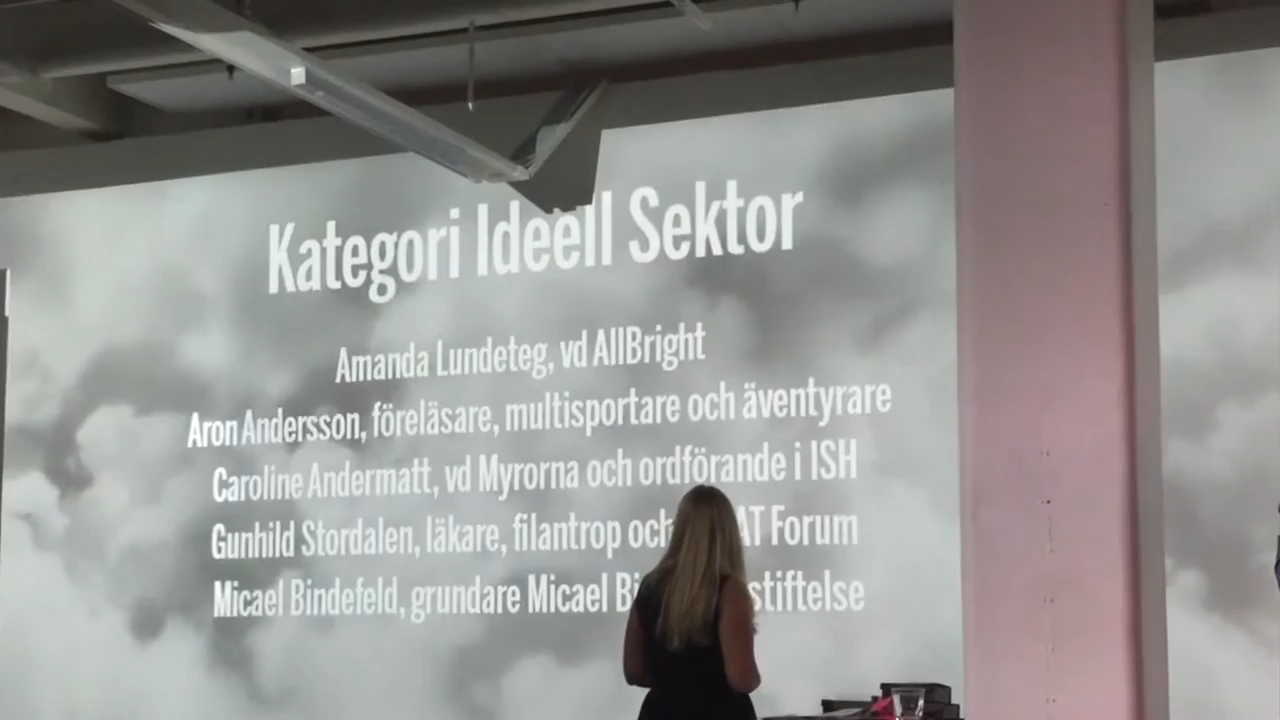 Kategori Ideell Sektor
Amanda Lundeteg, vd AllBright
Aron Andersson, föreläsare, multisportare och äventyrare
Caroline Andermatt, vd Myrorna och ordförande i ISH
Gunhild Stordalen, läkare, filantrop och AT Forum
Micael Bindefeld, grundare Micael Bi stiftelse